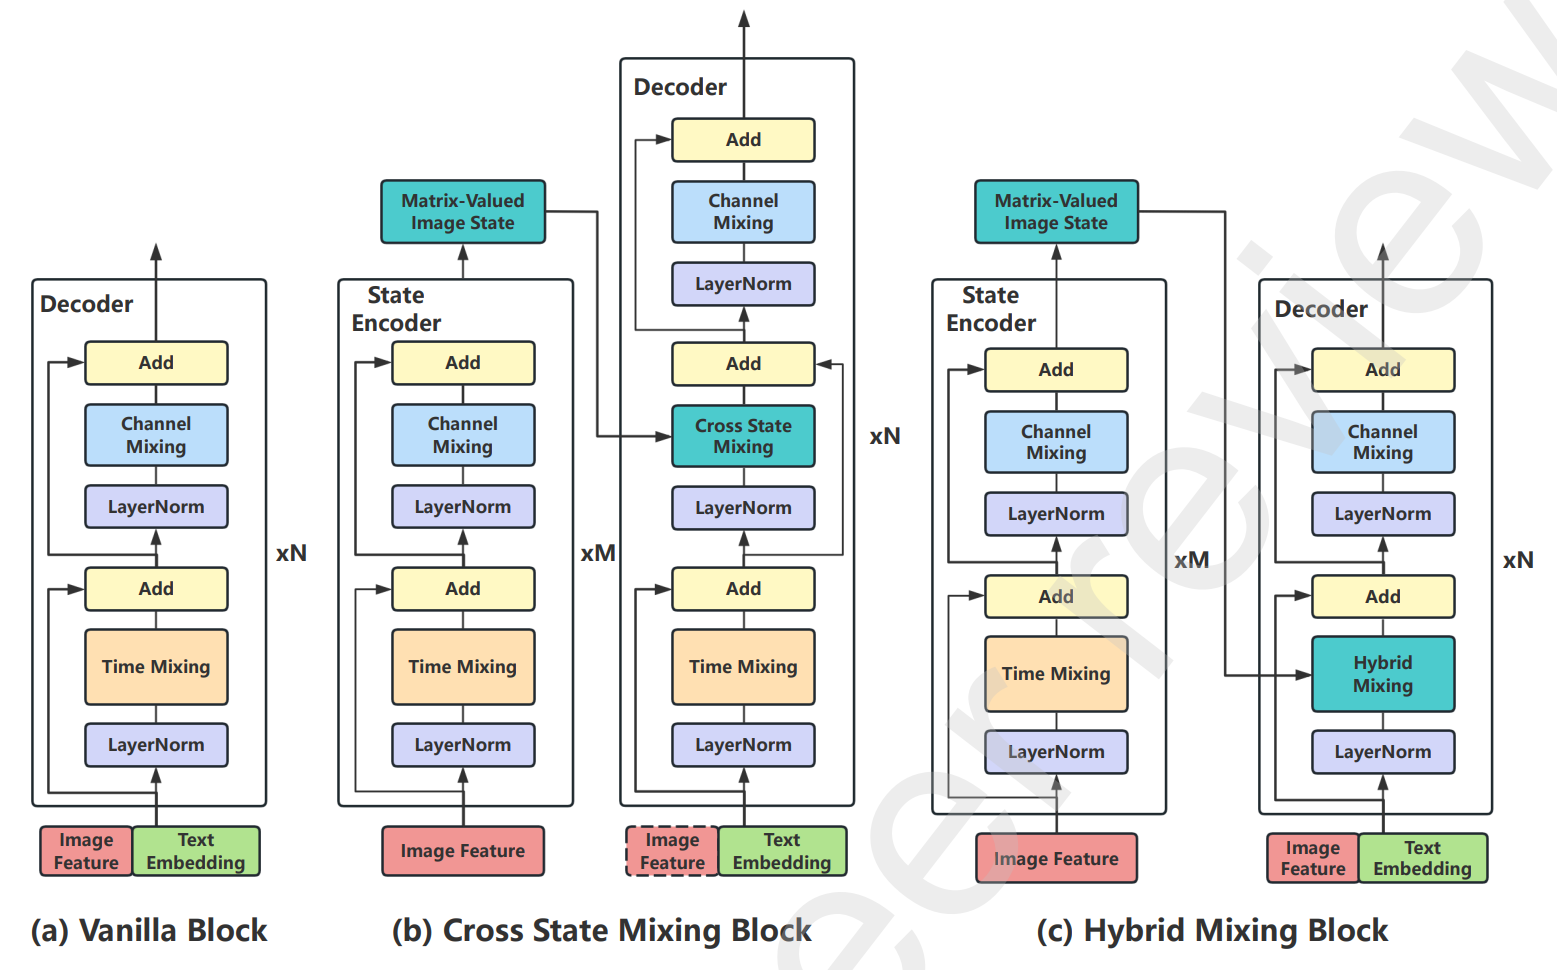 Decoder
Add
Channel
Mixing
LayerNorm
Add
Time Mixing
LayerNorm
xN
Image
Feature
Text
Embedding
(a) Vanilla Block
Matrix-Valued
Image State
State
Encoder
Add
Channel
Mixing
LayerNorm
Add
Time Mixing
LayerNorm
xM
Image Feature
Decoder
Add
Channel
Mixing
LayerNorm
Add
Cross State
Mixing
LayerNorm
Add
Time Mixing
LayerNorm
xN
Image
Feature
Text
Embedding
(b) Cross State Mixing Block
Matrix-Valued
Image State
State
Encoder
Add
Channel
Mixing
LayerNorm
Add
Time Mixing
LayerNorm
xM
Image Feature
Decoder
Add
Channel
Mixing
LayerNorm
Add
Hybrid
Mixing
LayerNorm
xN
Image
Feature
Text
Embedding
(c) Hybrid Mixing Block
eer review